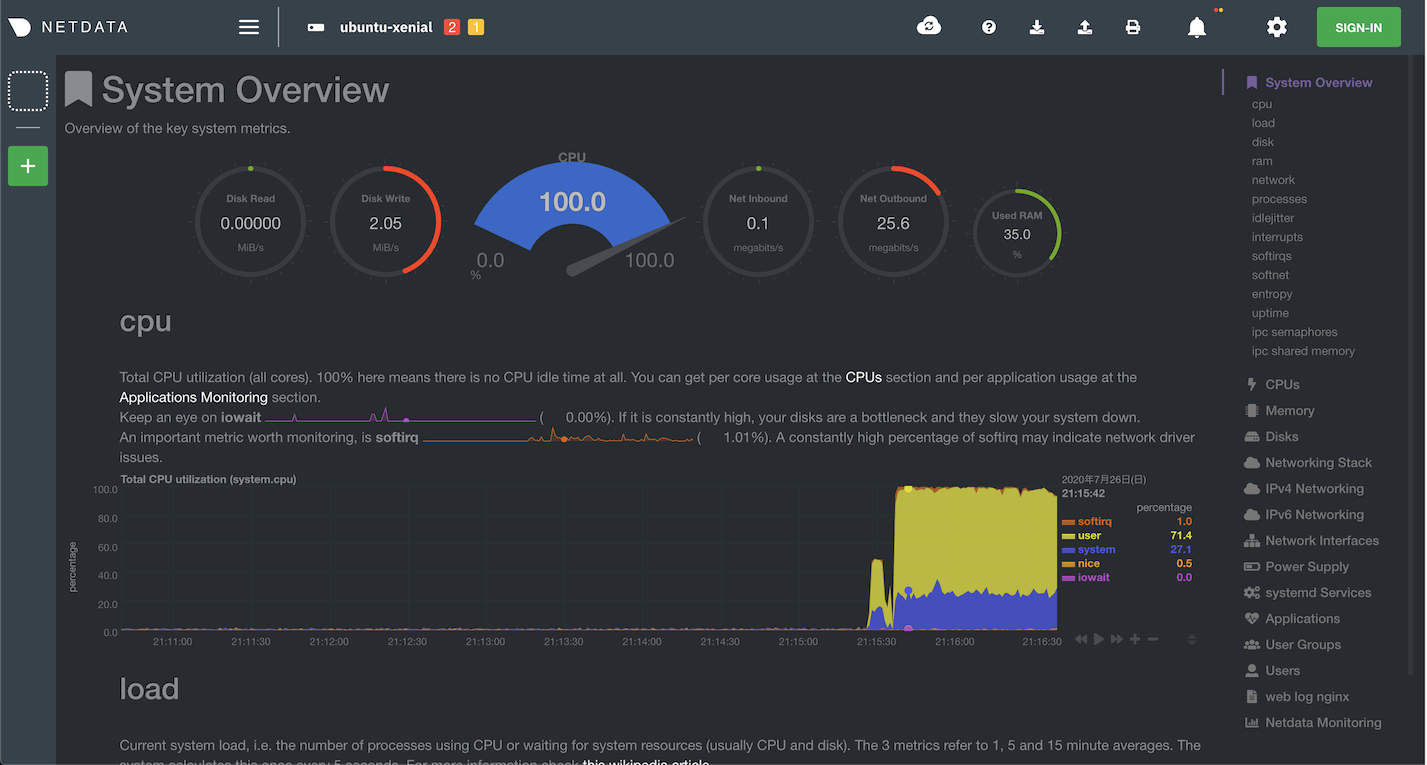 NETDATA
ubuntu-xenial 2 1
SIGN-IN
System Overview
Overview of the key system metrics.
Disk Read
0.00000
MiB/s
Disk Write
2.05
MiB/s
CPU
100.0
0.0
100.0
%
Net Inbound
0.1
megabits/s
Net Outbound
25.6
megabits/s
Used RAM
35.0
%
cpu
Total CPU utilization (all cores). 100% here means there is no CPU idle time at all. You can get per core usage at the CPUs section and per application usage at the
Applications Monitoring section.
Keep an eye on iowait ( 0.00%). If it is constantly high, your disks are a bottleneck and they slow your system down.
An important metric worth monitoring, is softirq ( 1.01%). A constantly high percentage of softirq may indicate network driver
issues.
Total CPU utilization (system.cpu)
percentage
100.0
80.0
60.0
40.0
20.0
0.0
21:11:00 21:11:30 21:12:00 21:12:30 21:13:00 21:13:30 21:14:00 21:14:30 21:15:00 21:15:30 21:16:00 21:16:30
2020年7月26日(日)
21:15:42
percentage
softirq 1.0
user 71.4
system 27.1
nice 0.5
iowait 0.0
load
Current system load, i.e. the number of processes using CPU or waiting for system resources (usually CPU and disk). The 3 metrics refer to 1, 5 and 15 minute averages. The
system calculates this once every 5 seconds. For more information check this wikipedia article
System Overview
cpu
load
disk
ram
network
processes
idlejitter
interrupts
softirqs
softnet
entropy
uptime
ipc semaphores
ipc shared memory
CPUs
Memory
Disks
Networking Stack
IPv4 Networking
IPv6 Networking
Network Interfaces
Power Supply
systemd Services
Applications
User Groups
Users
web log nginx
Netdata Monitoring